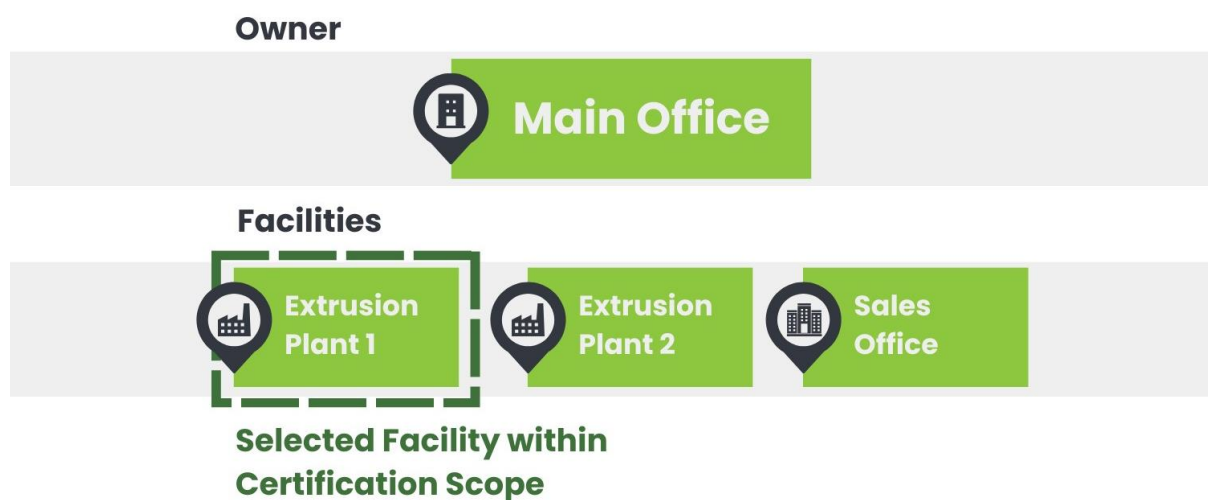 Owner
Main Office
Facilities
Extrusion
Plant 1
Extrusion
Plant 2
Sales
Office
Selected Facility within
Certification Scope